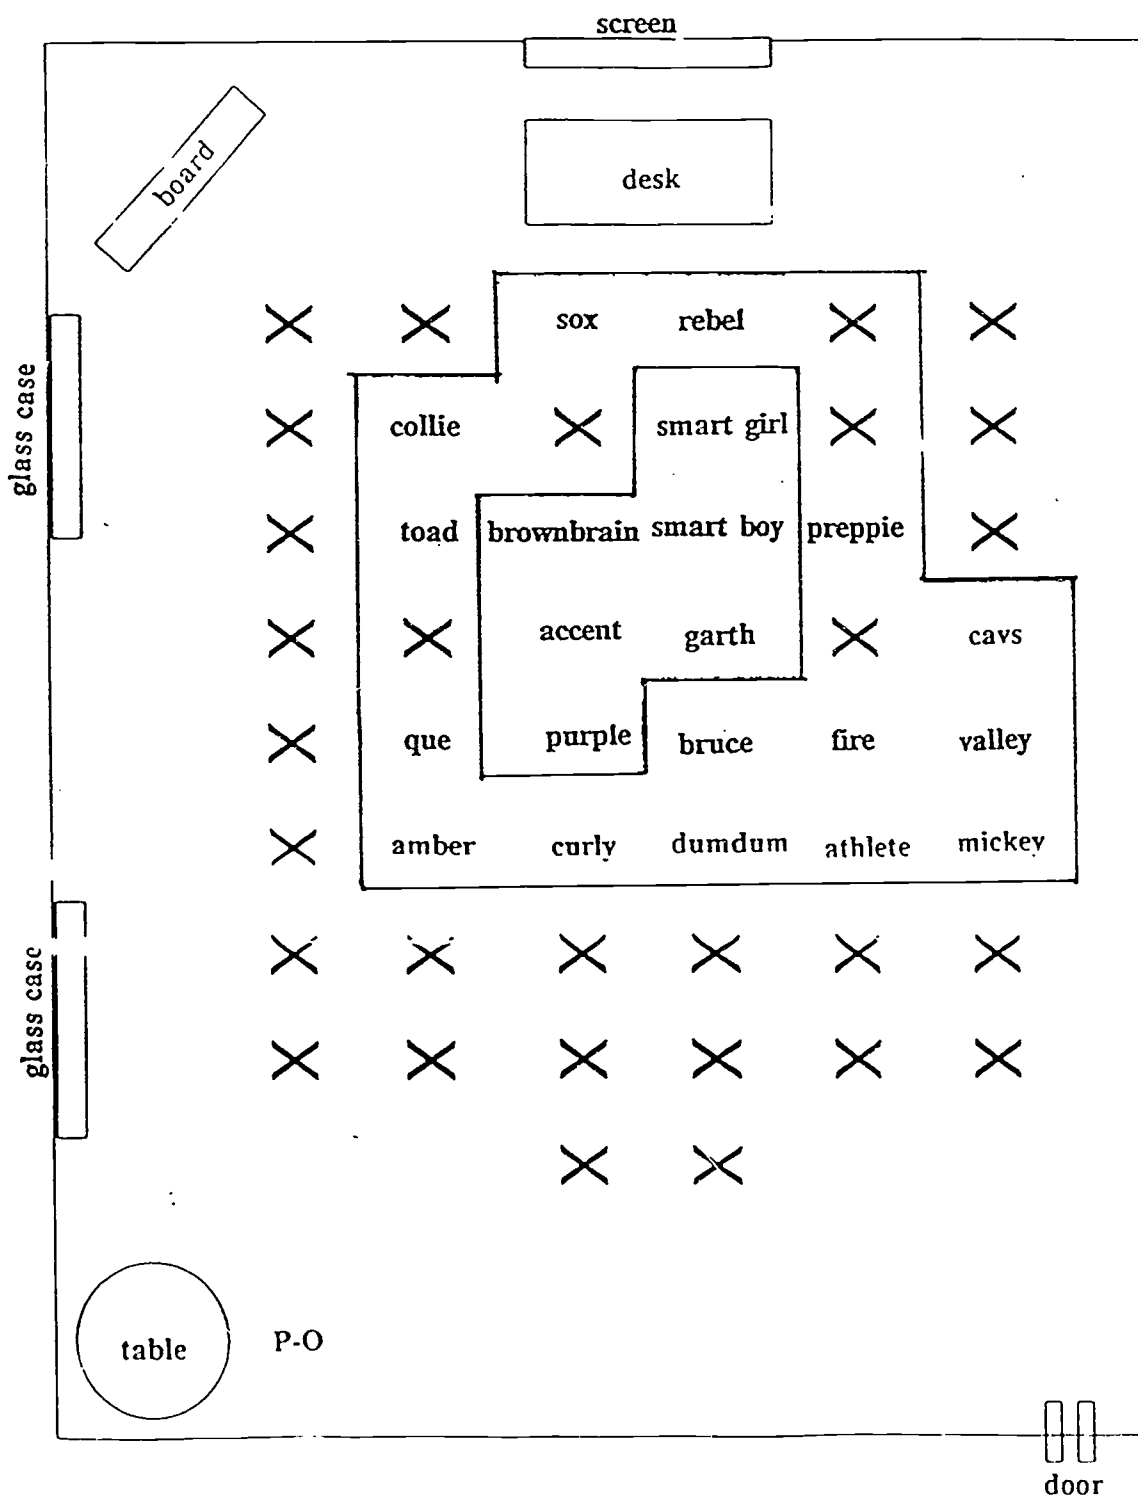 screen
board
desk
sox rebel
glass case
collie smart girl
toad brownbrain smart boy preppie
accent garth cavs
que purple bruce fire valley
amber curly dumdum athlete mickey
glass case
table P-O
door